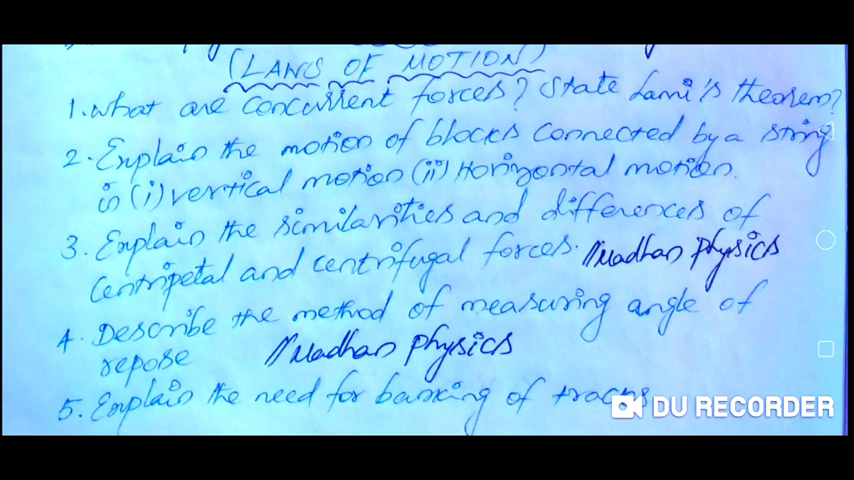 (LAWS OF MOTION)
1. What are concurrent forces? State Lami's theorem?
2. Explain the motion of blocks connected by a string
in (i) vertical motion (ii) Horizontal motion.
3. Explain the similarities and differences of
centripetal and centrifugal forces. //Madhan physics
4. Describe the method of measuring angle of
repose //Madhan physics
5. Explain the need for banking of tracks
DU RECORDER